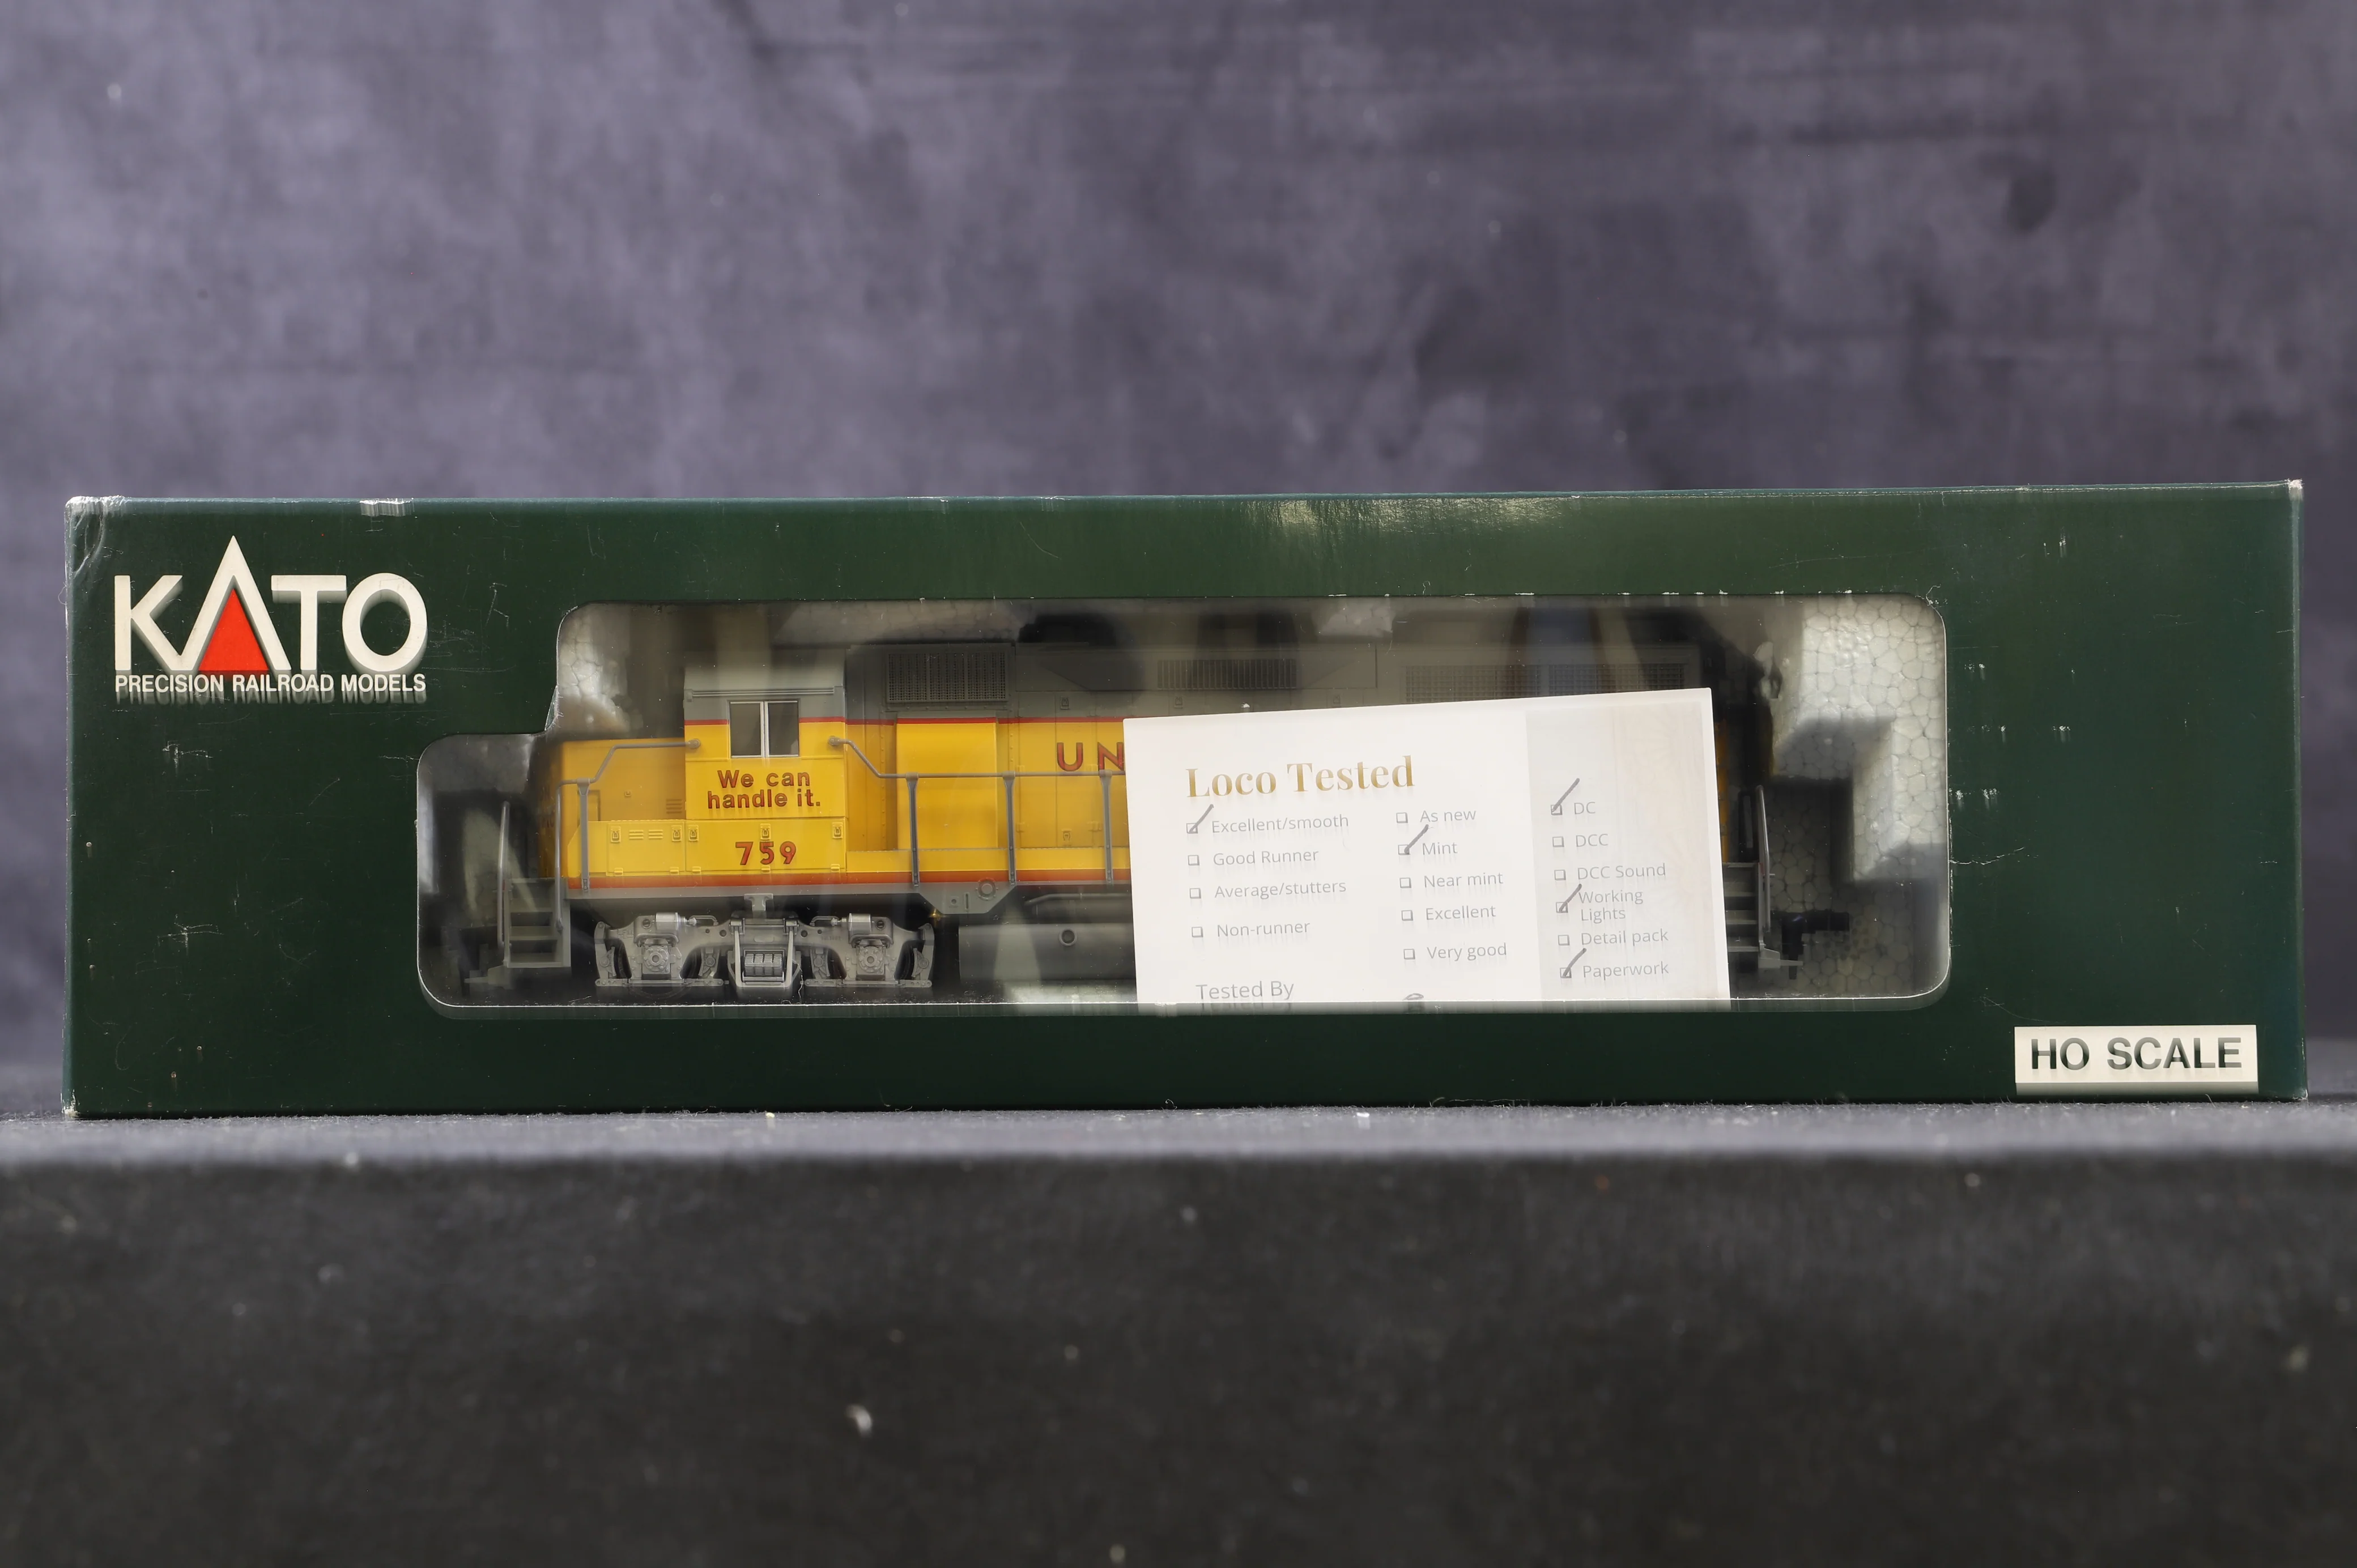 KATO
PRECISION RAILROAD MODELS
We can
handle it.
759
UN
Loco Tested
Excellent/smooth
Good Runner
Average/stutters
Non-runner
Tested By
As new
Mint
Near mint
Excellent
Very good
DC
DCC
DCC Sound
Working
Lights
Detail pack
Paperwork
HO SCALE